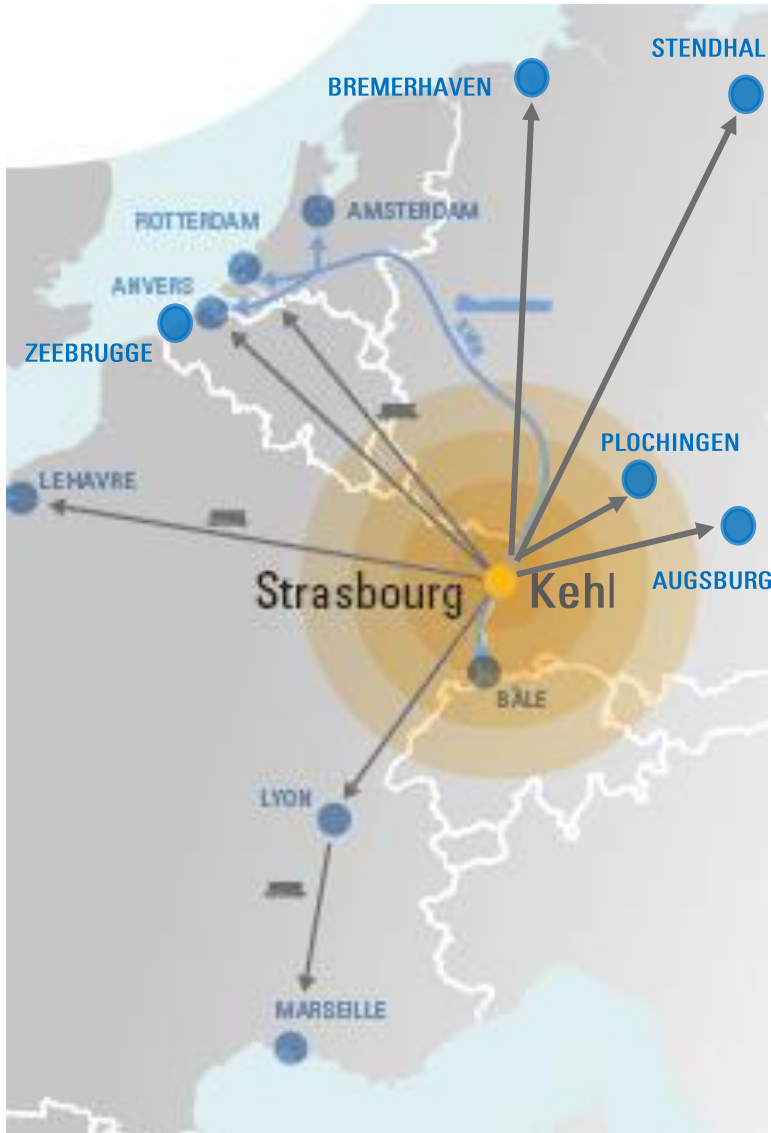 STENDHAL
BREMERHAVEN
AMSTERDAM
ROTTERDAM
ANVERS
ZEEBRUGGE
PLOCHINGEN
LEHAVRE
AUGSBURG
Strasbourg Kehl
BÂLE
LYON
MARSEILLE